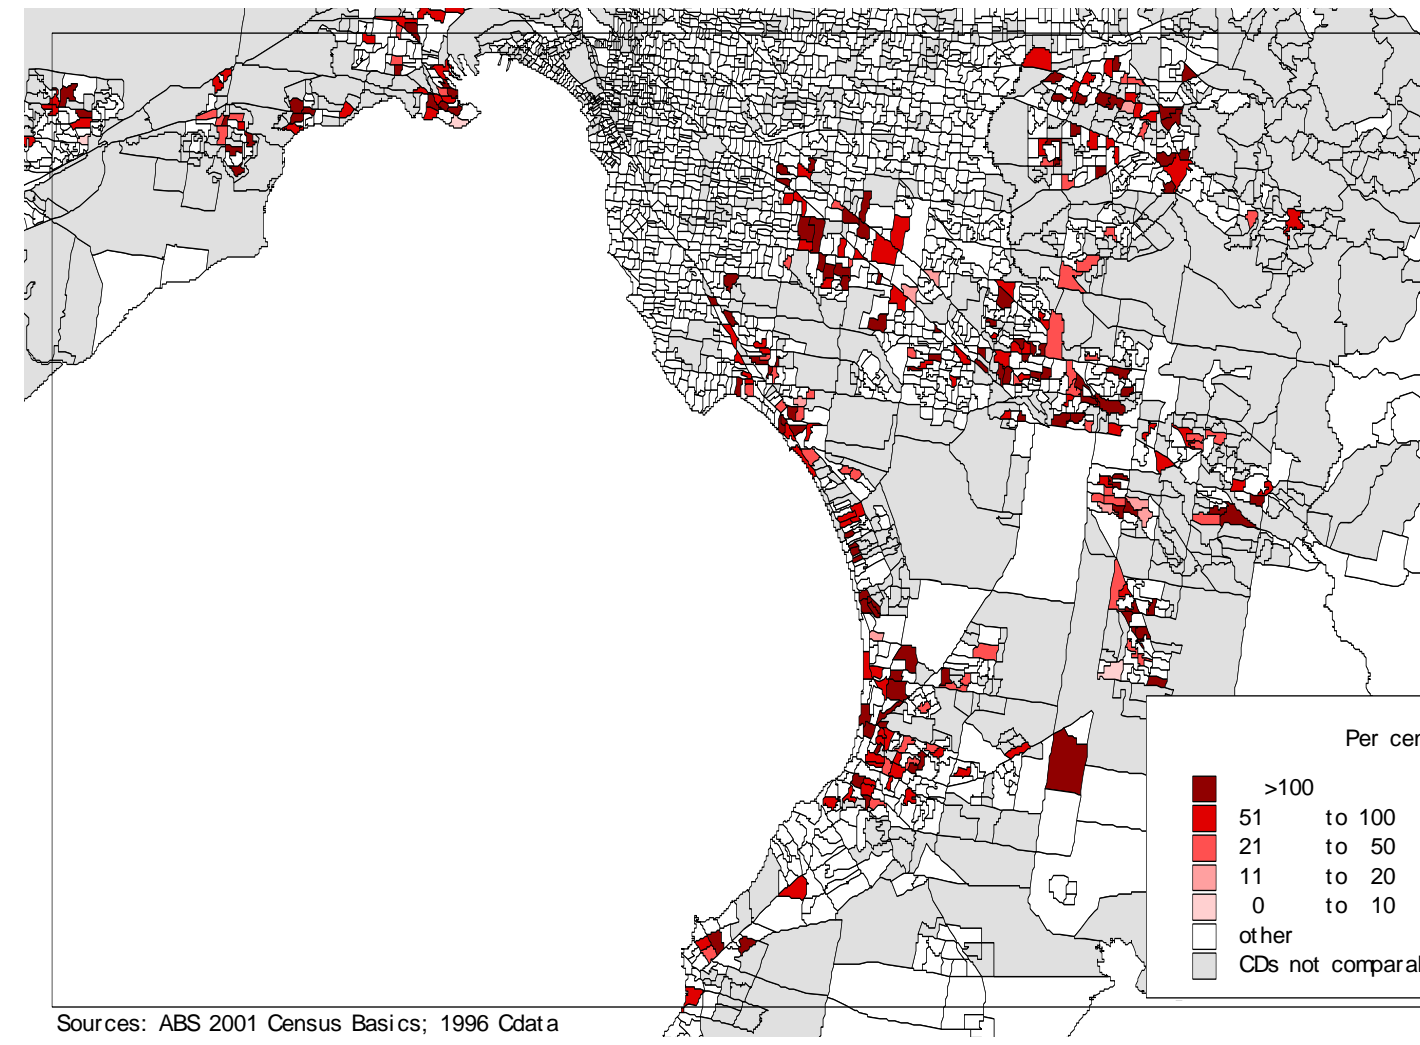 Per cen
>100
51 to 100
21 to 50
11 to 20
0 to 10
other
CDs not comparal
Sources: ABS 2001 Census Basics; 1996 Cdata